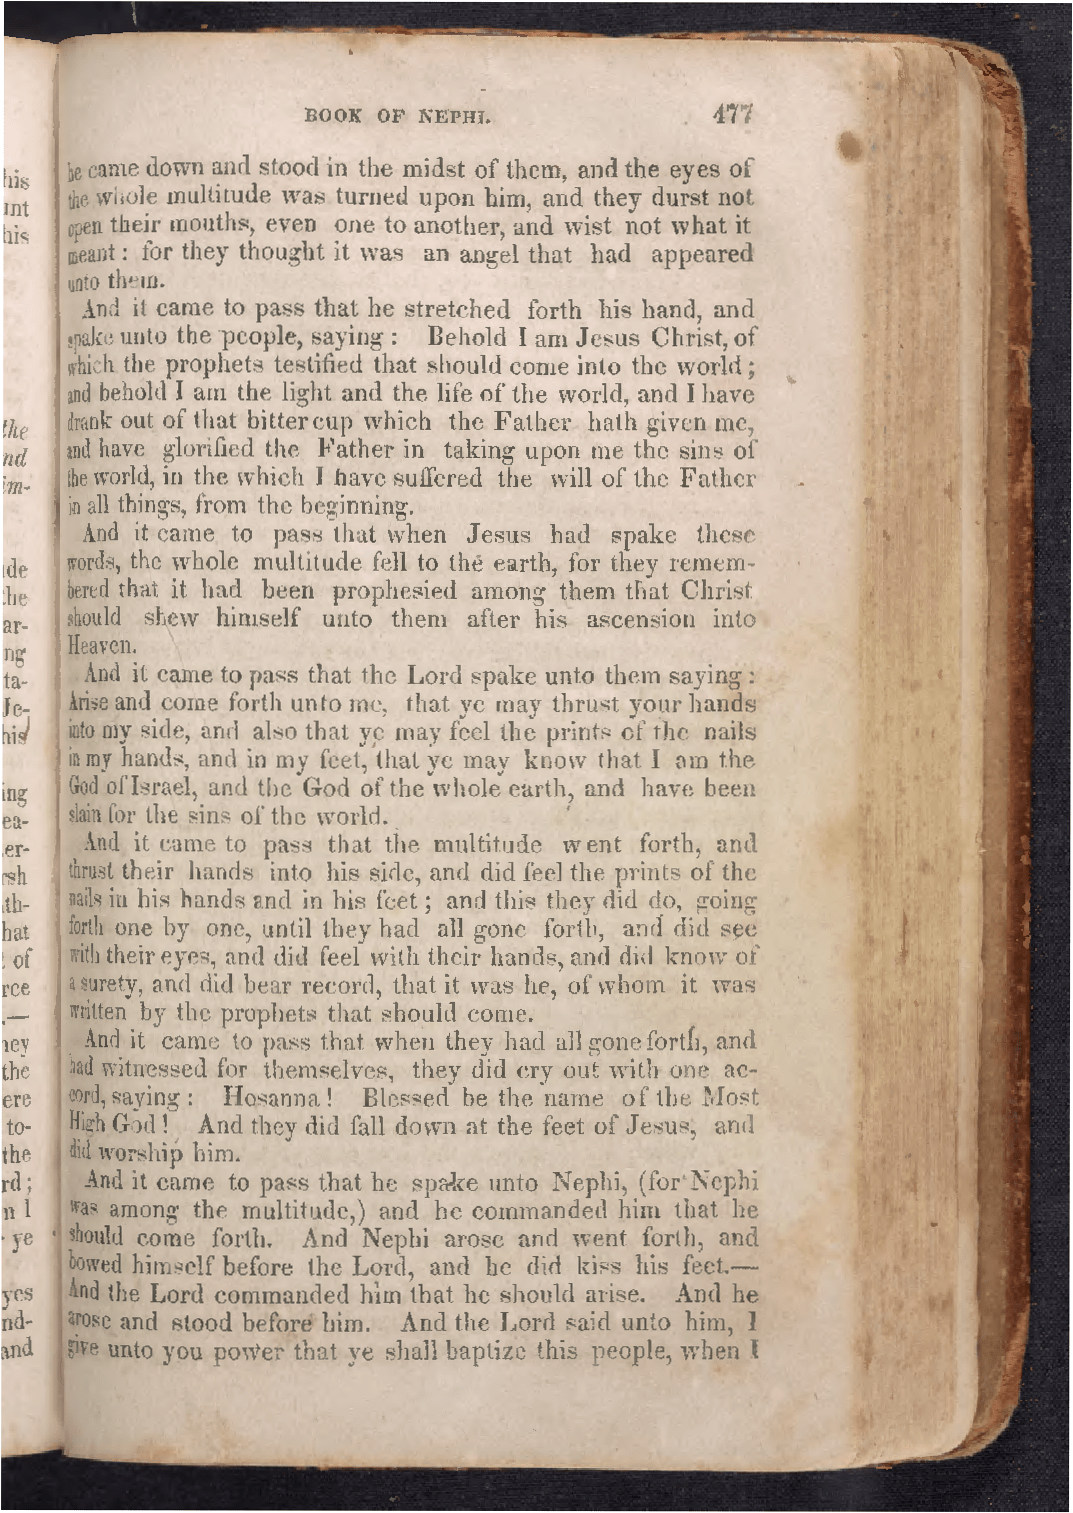 BOOK OF NEPHI. 477
he came down and stood in the midst of them, and the eyes of
the whole multitude was turned upon him, and they durst not
open their mouths, even one to another, and wist not what it
meant : for they thought it was an angel that had appeared
unto them.
And it came to pass that he stretched forth his hand, and
spake unto the people, saying : Behold I am Jesus Christ, of
which the prophets testified that should come into the world ;
and behold I am the light and the life of the world, and I have
drank out of that bitter cup which the Father hath given me,
and have glorified the Father in taking upon me the sins of
the world, in the which I have suffered the will of the Father
in all things, from the beginning.
And it came to pass that when Jesus had spake these
words, the whole multitude fell to the earth, for they remem-
bered that it had been prophesied among them that Christ
should shew himself unto them after his ascension into
Heaven.
And it came to pass that the Lord spake unto them saying :
Arise and come forth unto me, that ye may thrust your hands
into my side, and also that ye may feel the prints of the nails
in my hands, and in my feet, that ye may know that I am the
God of Israel, and the God of the whole earth, and have been
slain for the sins of the world.
And it came to pass that the multitude went forth, and
thrust their hands into his side, and did feel the prints of the
nails in his hands and in his feet ; and this they did do, going
forth one by one, until they had all gone forth, and did see
with their eyes, and did feel with their hands, and did know of
a surety, and did bear record, that it was he, of whom it was
written by the prophets that should come.
And it came to pass that when they had all gone forth, and
had witnessed for themselves, they did cry out with one ac-
cord, saying : Hosanna ! Blessed be the name of the Most
High God ! And they did fall down at the feet of Jesus, and
did worship him.
And it came to pass that he spake unto Nephi, (for Nephi
was among the multitude,) and he commanded him that he
should come forth. And Nephi arose and went forth, and
bowed himself before the Lord, and he did kiss his feet.—
And the Lord commanded him that he should arise. And he
arose and stood before him. And the Lord said unto him, I
give unto you power that ye shall baptize this people, when I